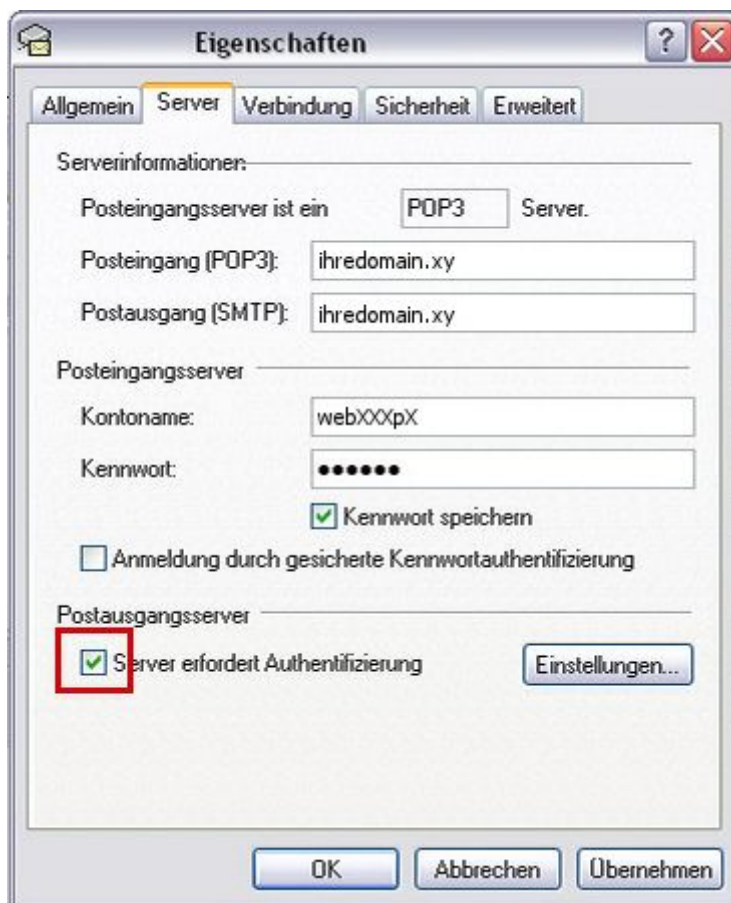 Eigenschaften
Allgemein Server Verbindung Sicherheit Erweitert
Serverinformationen:
Posteingangsserver ist ein POP3 Server.
Posteingang (POP3): ihredomain.xy
Postausgang (SMTP): ihredomain.xy
Posteingangsserver
Kontoname: webXXXpX
Kennwort: ●●●●●●
Kennwort speichern
Anmeldung durch gesicherte Kennwortauthentifizierung
Postausgangsserver
Server erfordert Authentifizierung Einstellungen...
OK Abbrechen Übernehmen